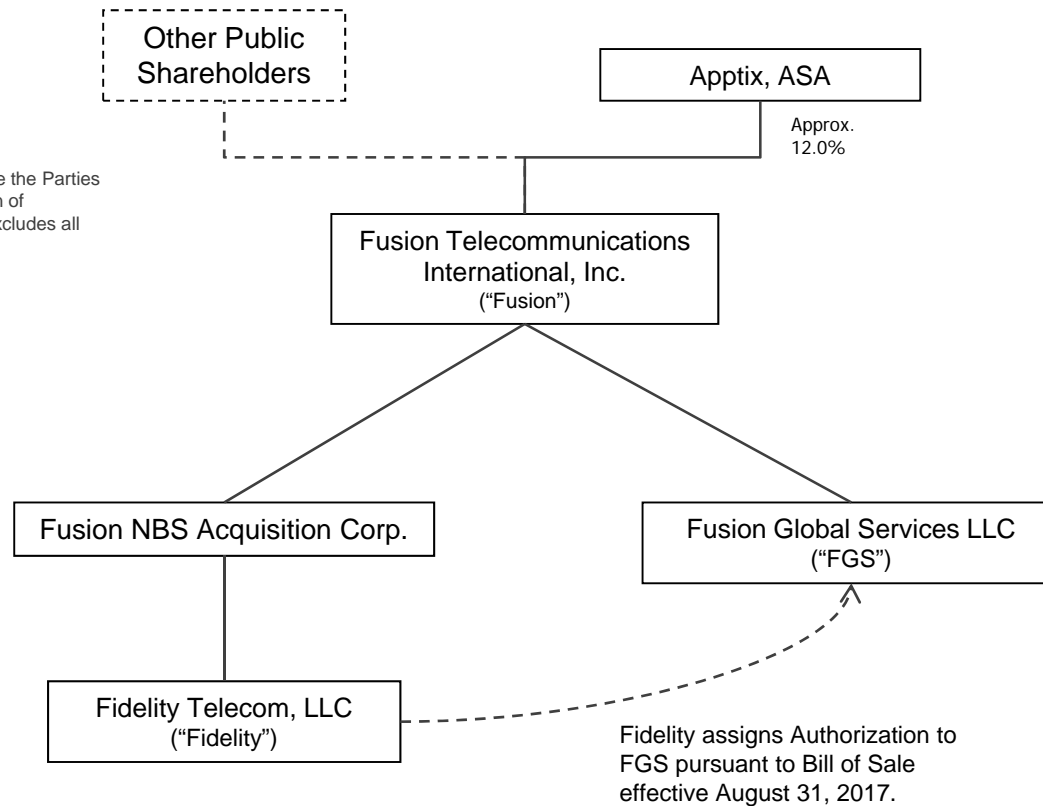 Other Public
Shareholders
Apptix, ASA
Approx.
12.0%
e the Parties
of
cludes all
Fusion Telecommunications
International, Inc.
(“Fusion”)
Fusion NBS Acquisition Corp.
Fusion Global Services LLC
(“FGS”)
Fidelity Telecom, LLC
(“Fidelity”)
Fidelity assigns Authorization to
FGS pursuant to Bill of Sale
effective August 31, 2017.